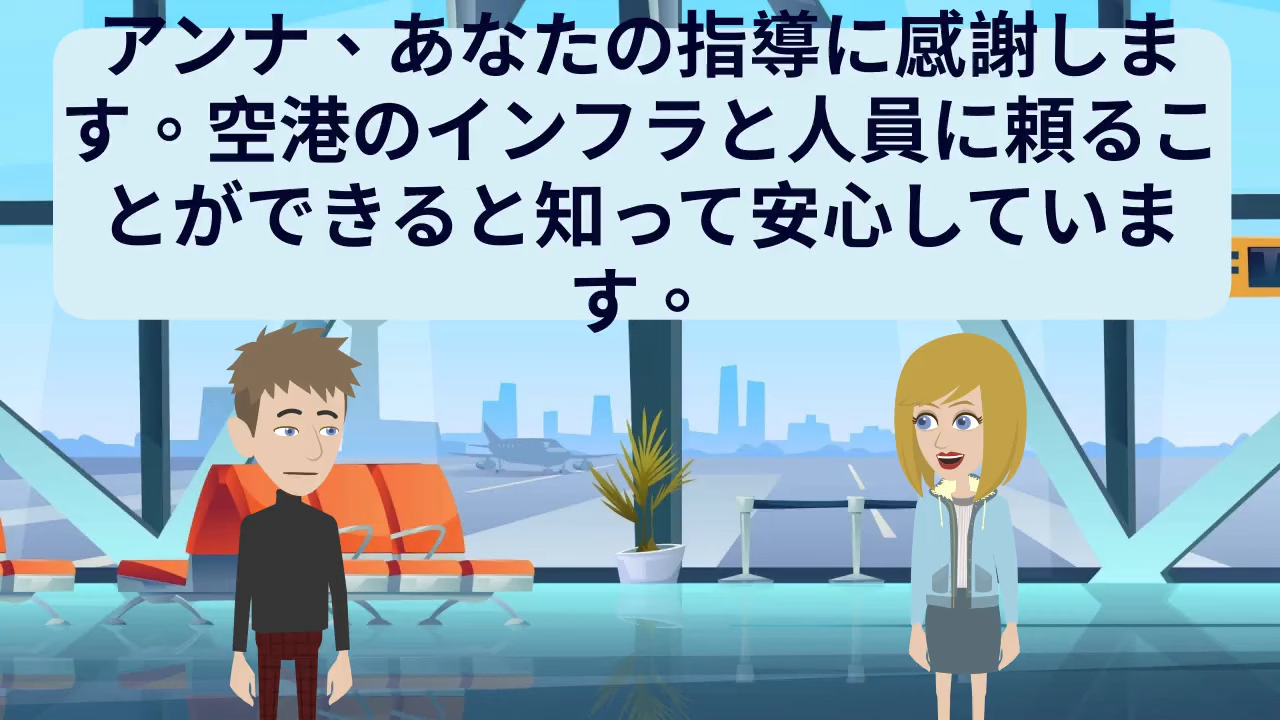 アンナ、あなたの指導に感謝しま
す。空港のインフラと人員に頼るこ
とができると知って安心していま
す。